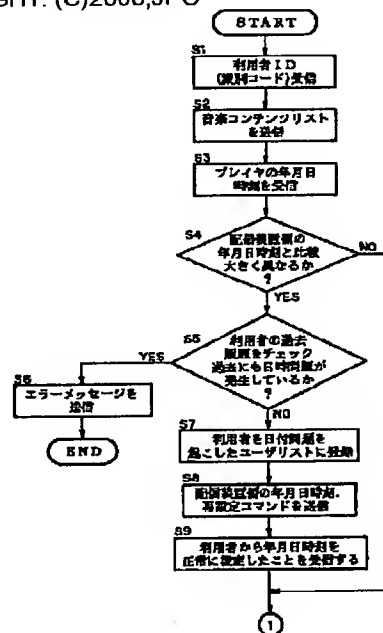 GHT: (C)2000,JPO
START
S1
利用者ID
(識別コード)受信
S2
音楽コンテンツリスト
を送信
S3
プレイヤの年月日
時刻を受信
S4
配信装置側の
年月日時刻と比較
大きく異なるか
?
NO
YES
S5
利用者の過去
履歴をチェック
過去にも日時問題が
発生しているか
?
YES
NO
S6
エラーメッセージを
送信
END
S7
利用者を日付問題を
起こしたユーザリストに登録
S8
配信装置側の年月日時刻,
再設定コマンドを送信
S9
利用者から年月日時刻を
正常に設定したことを受信する
1